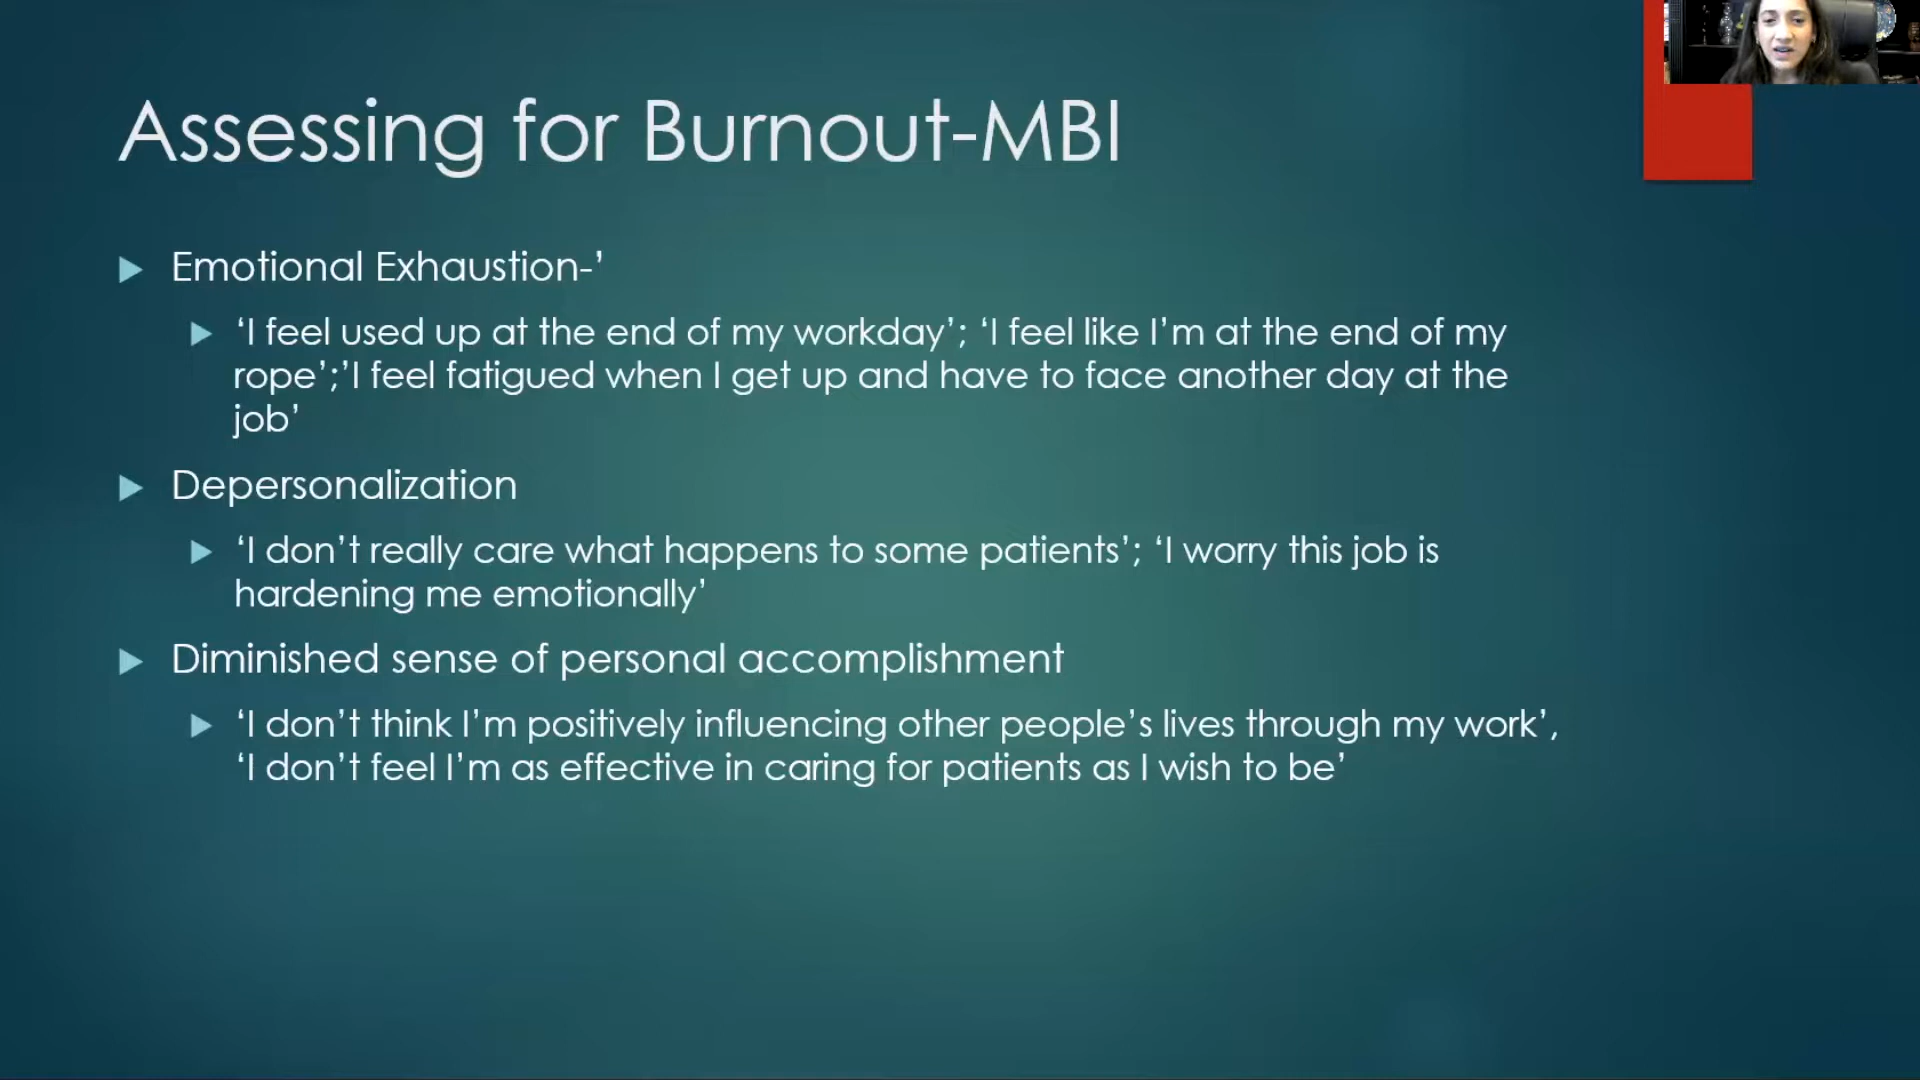 Assessing for Burnout-MBI
Emotional Exhaustion-’
‘I feel used up at the end of my workday’; ‘I feel like I’m at the end of my
rope’;’I feel fatigued when I get up and have to face another day at the
job’
Depersonalization
‘I don’t really care what happens to some patients’; ‘I worry this job is
hardening me emotionally’
Diminished sense of personal accomplishment
‘I don’t think I’m positively influencing other people’s lives through my work’,
‘I don’t feel I’m as effective in caring for patients as I wish to be’